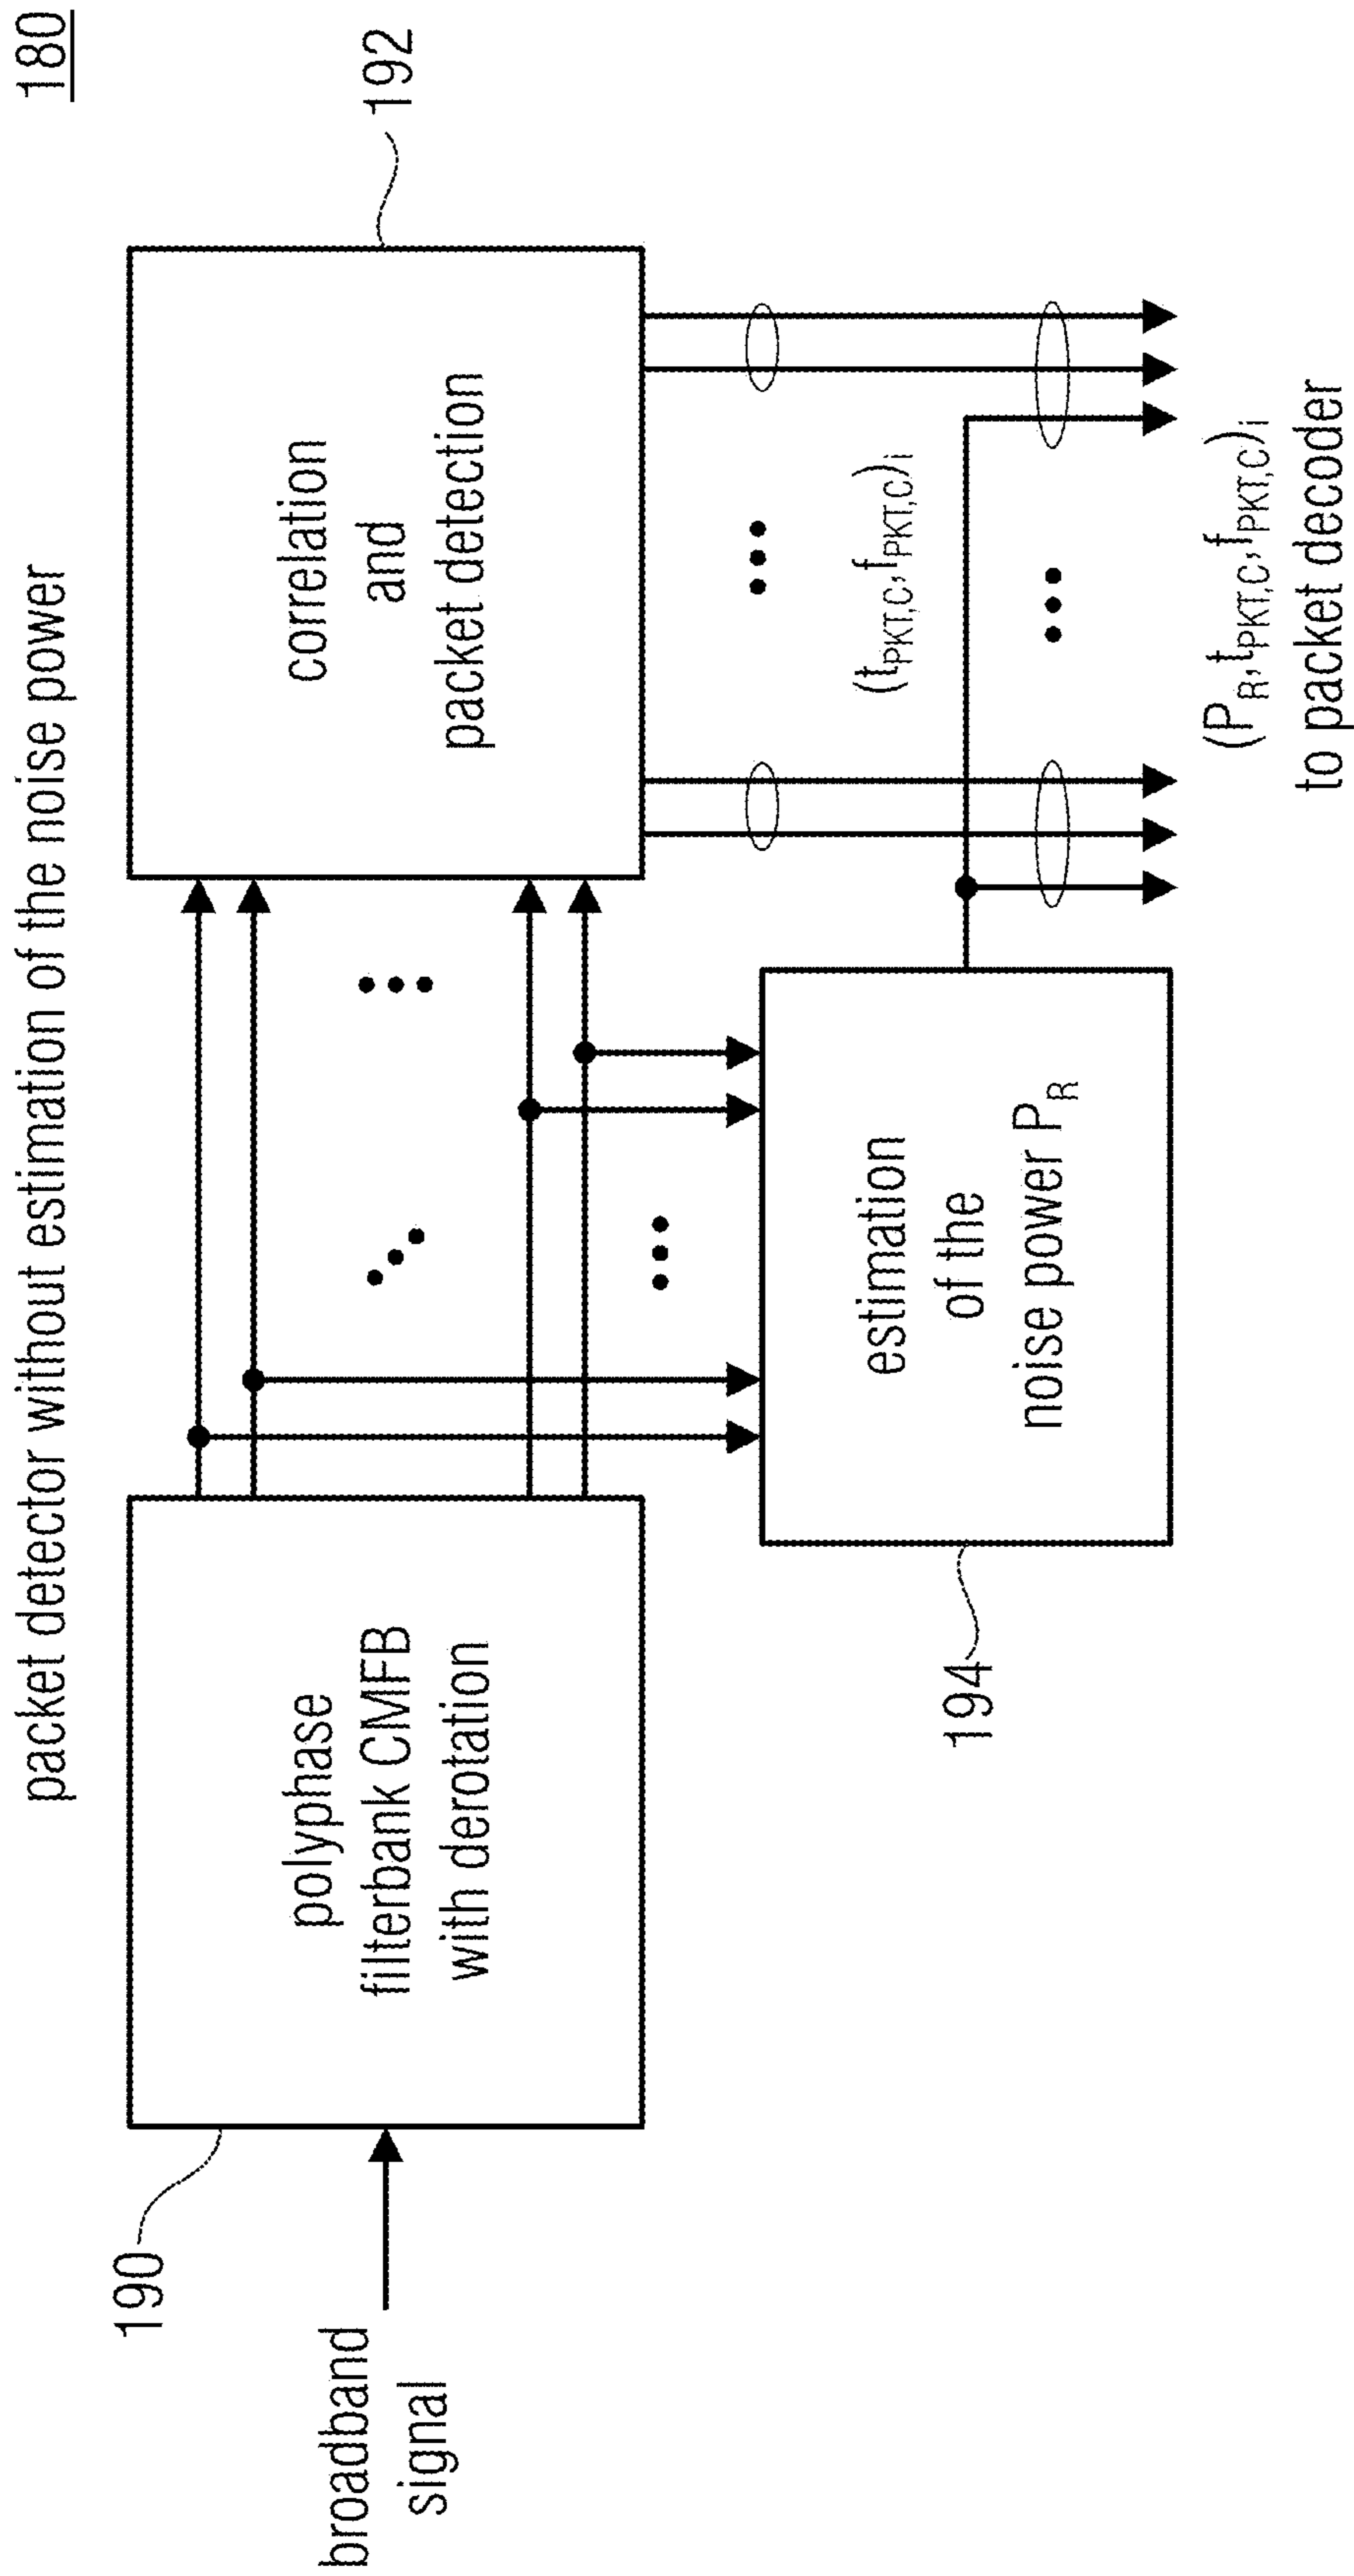 180
packet detector without estimation of the noise power
190
192
broadband
signal
polyphase
filterbank CMFB
with derotation
correlation
and
packet detection
194
estimation
of the
noise power P_R
(t_PKT,C, f_PKT,C)_i
(P_R, t_PKT,C, f_PKT,C)_i
to packet decoder